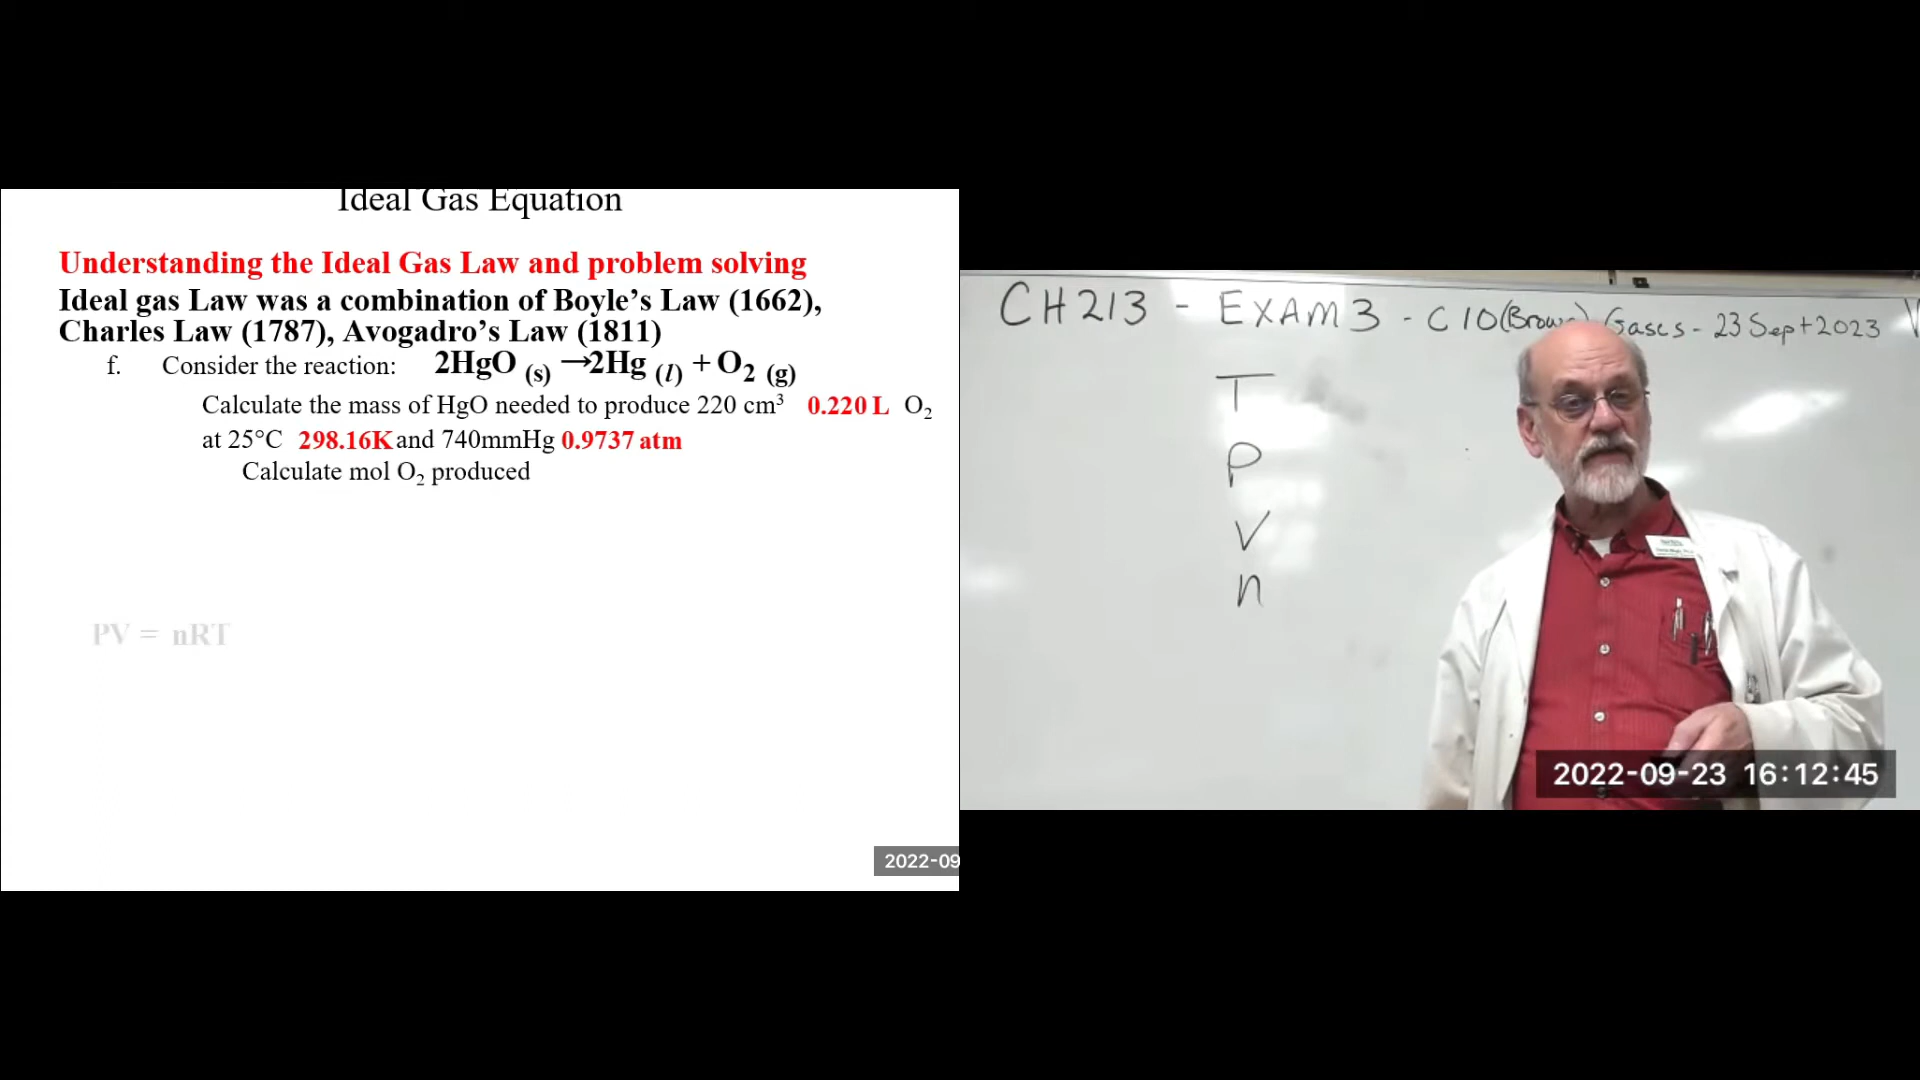 Ideal Gas Equation
Understanding the Ideal Gas Law and problem solving
Ideal gas Law was a combination of Boyle’s Law (1662),
Charles Law (1787), Avogadro’s Law (1811)
f. Consider the reaction: 2HgO (s) →2Hg (l) + O2 (g)
Calculate the mass of HgO needed to produce 220 cm³ 0.220 L O₂
at 25°C 298.16K and 740mmHg 0.9737 atm
Calculate mol O₂ produced
PV = nRT
2022-09
CH213 - EXAM3 - C10(Brown) Gases - 23 Sept 2023
T
P
V
n
2022-09-23 16:12:45